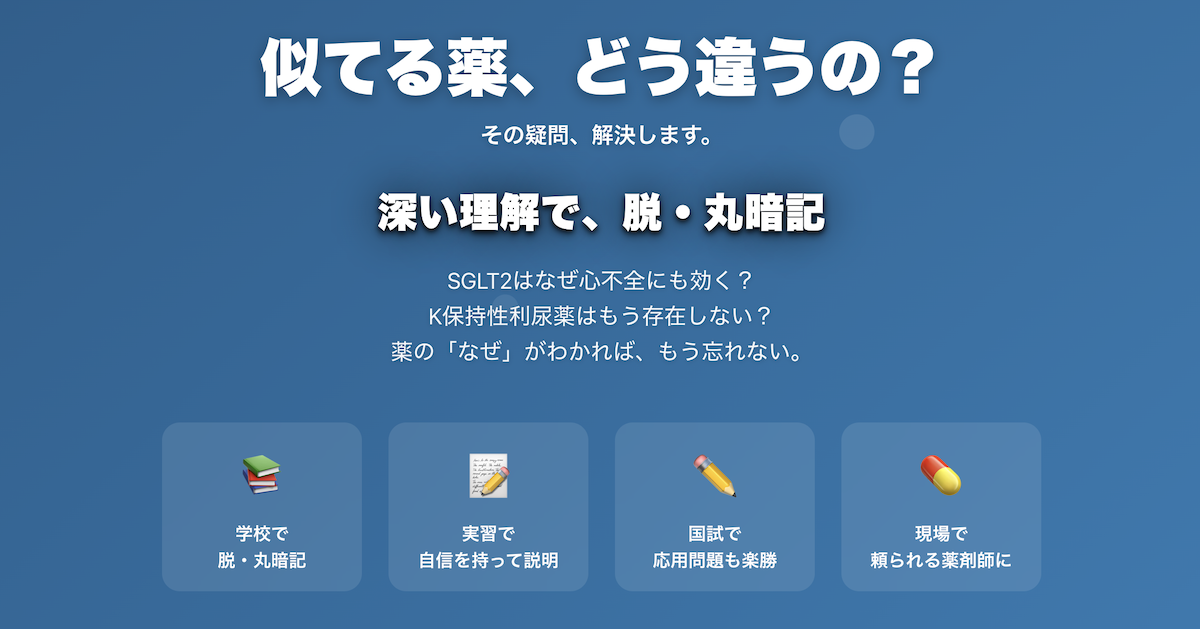 似てる薬、どう違うの？
その疑問、解決します。
深い理解で、脱・丸暗記
SGLT2はなぜ心不全にも効く？
K保持性利尿薬はもう存在しない？
薬の「なぜ」がわかれば、もう忘れない。
学校で
脱・丸暗記
実習で
自信を持って説明
国試で
応用問題も楽勝
現場で
頼られる薬剤師に